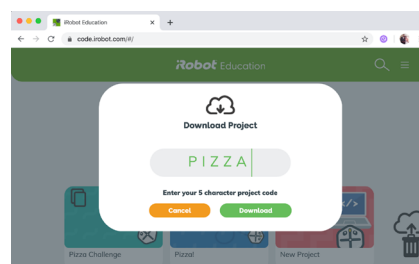 iRobot Education
code.irobot.com/#/
iRobot Education
Download Project
PIZZA
Enter your 5 character project code
Cancel
Download
Pizza Challenge
Pizza!
New Project